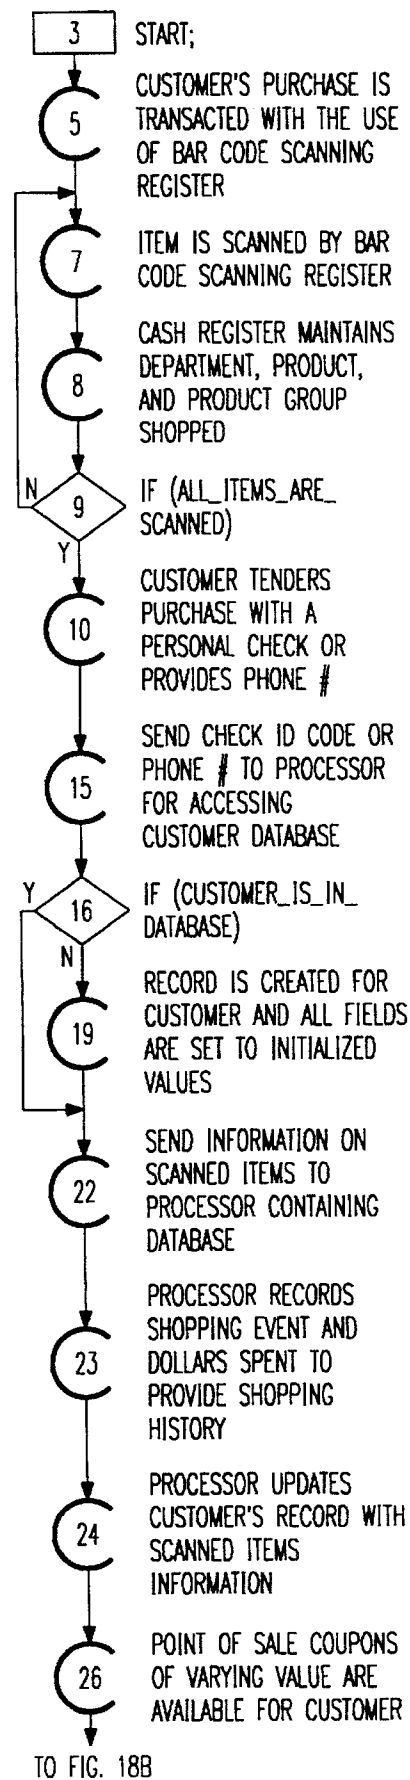 3 START;
5 CUSTOMER'S PURCHASE IS
TRANSACTED WITH THE USE
OF BAR CODE SCANNING
REGISTER
7 ITEM IS SCANNED BY BAR
CODE SCANNING REGISTER
8 CASH REGISTER MAINTAINS
DEPARTMENT, PRODUCT,
AND PRODUCT GROUP
SHOPPED
N 9 IF (ALL_ITEMS_ARE_
SCANNED)
Y
10 CUSTOMER TENDERS
PURCHASE WITH A
PERSONAL CHECK OR
PROVIDES PHONE #
15 SEND CHECK ID CODE OR
PHONE # TO PROCESSOR
FOR ACCESSING
CUSTOMER DATABASE
Y 16 IF (CUSTOMER_IS_IN_
DATABASE)
N
19 RECORD IS CREATED FOR
CUSTOMER AND ALL FIELDS
ARE SET TO INITIALIZED
VALUES
22 SEND INFORMATION ON
SCANNED ITEMS TO
PROCESSOR CONTAINING
DATABASE
23 PROCESSOR RECORDS
SHOPPING EVENT AND
DOLLARS SPENT TO
PROVIDE SHOPPING
HISTORY
24 PROCESSOR UPDATES
CUSTOMER'S RECORD WITH
SCANNED ITEMS
INFORMATION
26 POINT OF SALE COUPONS
OF VARYING VALUE ARE
AVAILABLE FOR CUSTOMER
TO FIG. 18B